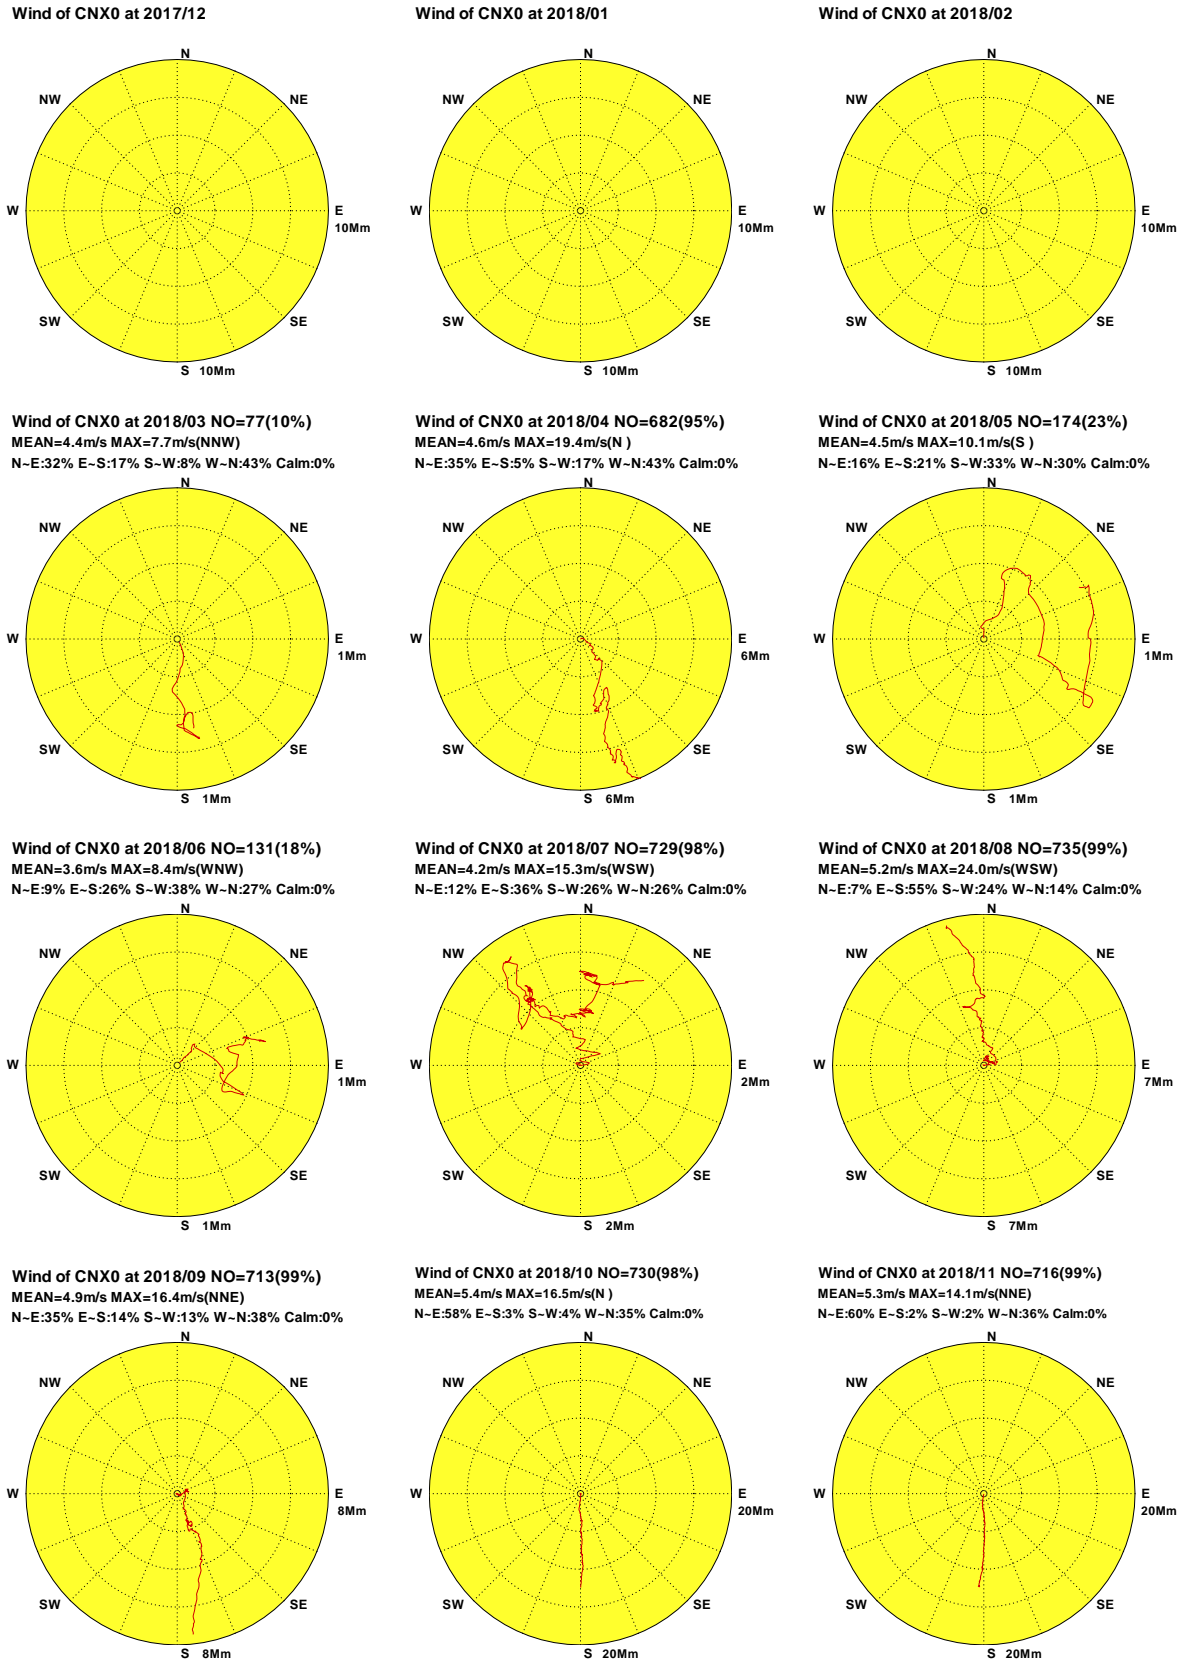 Wind of CNX0 at 2017/12
N
NW
NE
W
E
10Mm
SW
SE
S 10Mm
Wind of CNX0 at 2018/01
N
NW
NE
W
E
10Mm
SW
SE
S 10Mm
Wind of CNX0 at 2018/02
N
NW
NE
W
E
10Mm
SW
SE
S 10Mm
Wind of CNX0 at 2018/03 NO=77(10%)
MEAN=4.4m/s MAX=7.7m/s(NNW)
N~E:32% E~S:17% S~W:8% W~N:43% Calm:0%
N
NW
NE
W
E
1Mm
SW
SE
S 1Mm
Wind of CNX0 at 2018/04 NO=682(95%)
MEAN=4.6m/s MAX=19.4m/s(N )
N~E:35% E~S:5% S~W:17% W~N:43% Calm:0%
N
NW
NE
W
E
6Mm
SW
SE
S 6Mm
Wind of CNX0 at 2018/05 NO=174(23%)
MEAN=4.5m/s MAX=10.1m/s(S )
N~E:16% E~S:21% S~W:33% W~N:30% Calm:0%
N
NW
NE
W
E
1Mm
SW
SE
S 1Mm
Wind of CNX0 at 2018/06 NO=131(18%)
MEAN=3.6m/s MAX=8.4m/s(WNW)
N~E:9% E~S:26% S~W:38% W~N:27% Calm:0%
N
NW
NE
W
E
1Mm
SW
SE
S 1Mm
Wind of CNX0 at 2018/07 NO=729(98%)
MEAN=4.2m/s MAX=15.3m/s(WSW)
N~E:12% E~S:36% S~W:26% W~N:26% Calm:0%
N
NW
NE
W
E
2Mm
SW
SE
S 2Mm
Wind of CNX0 at 2018/08 NO=735(99%)
MEAN=5.2m/s MAX=24.0m/s(WSW)
N~E:7% E~S:55% S~W:24% W~N:14% Calm:0%
N
NW
NE
W
E
7Mm
SW
SE
S 7Mm
Wind of CNX0 at 2018/09 NO=713(99%)
MEAN=4.9m/s MAX=16.4m/s(NNE)
N~E:35% E~S:14% S~W:13% W~N:38% Calm:0%
N
NW
NE
W
E
8Mm
SW
SE
S 8Mm
Wind of CNX0 at 2018/10 NO=730(98%)
MEAN=5.4m/s MAX=16.5m/s(N )
N~E:58% E~S:3% S~W:4% W~N:35% Calm:0%
N
NW
NE
W
E
20Mm
SW
SE
S 20Mm
Wind of CNX0 at 2018/11 NO=716(99%)
MEAN=5.3m/s MAX=14.1m/s(NNE)
N~E:60% E~S:2% S~W:2% W~N:36% Calm:0%
N
NW
NE
W
E
20Mm
SW
SE
S 20Mm